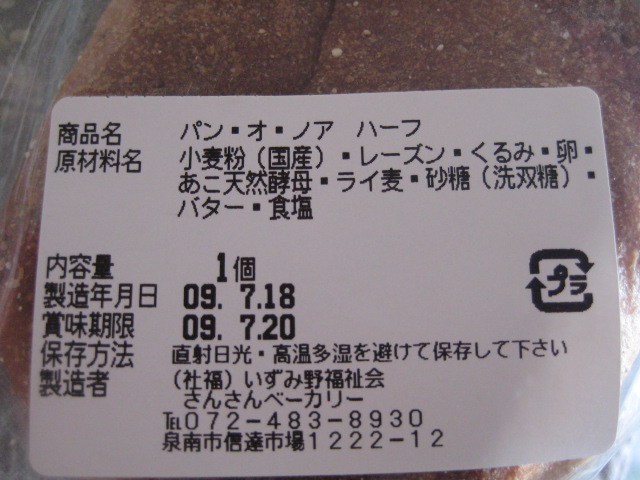 商品名 パン・オ・ノア ハーフ
原材料名 小麦粉（国産）・レーズン・くるみ・卵・
あこ天然酵母・ライ麦・砂糖（洗双糖）・
バター・食塩
内容量 1個
製造年月日 09. 7.18
賞味期限 09. 7.20
保存方法 直射日光・高温多湿を避けて保存して下さい
製造者 （社福）いずみ野福祉会
さんさんベーカリー
℡072-483-8930
泉南市信達市場1222-12
プラ